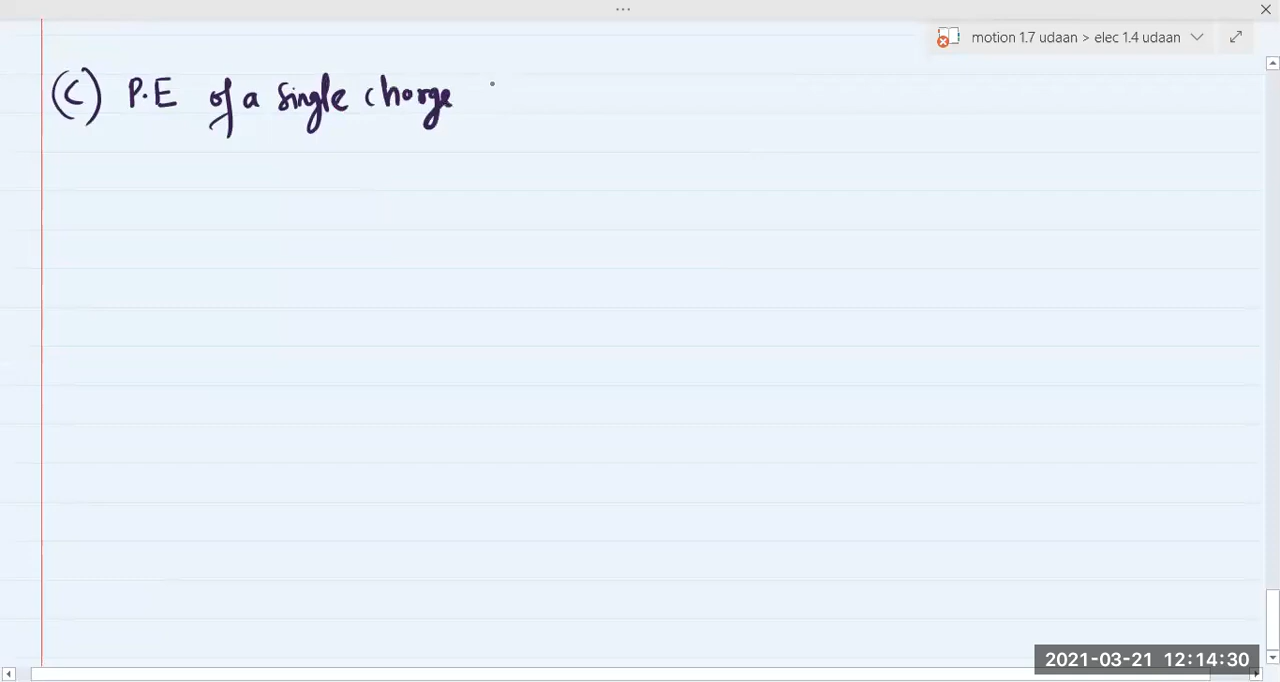 ...
motion 1.7 udaan > elec 1.4 udaan
(C) P.E of a single charge
2021-03-21 12:14:30